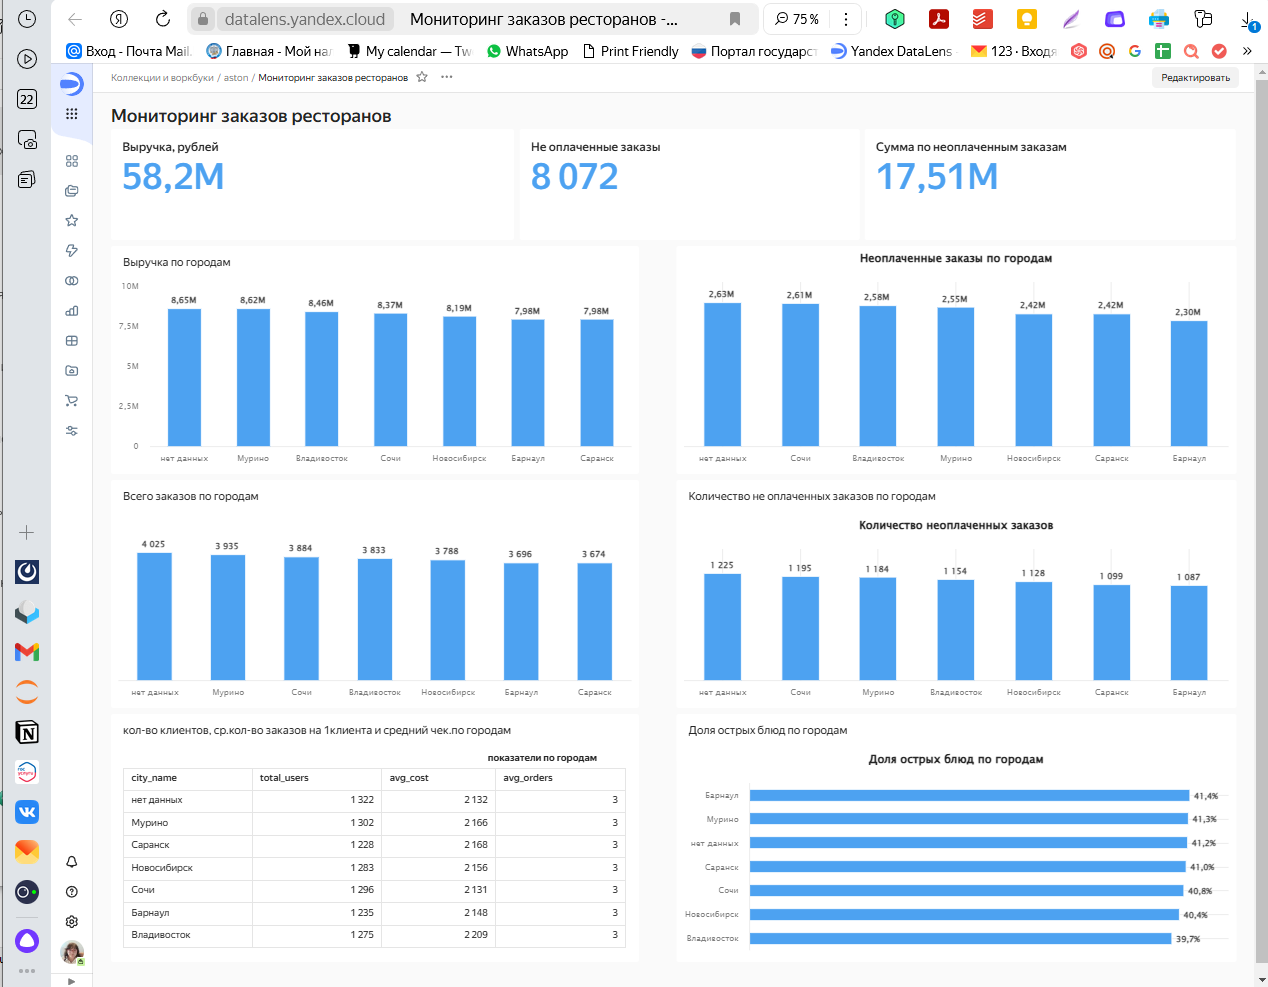 datalens.yandex.cloud Мониторинг заказов ресторанов -... 75 %
1
Вход - Почта Mail. Главная - Мой на My calendar — Tw WhatsApp Print Friendly Портал государст Yandex DataLens 123 · Входя »
22
Коллекции и воркбуки / aston / Мониторинг заказов ресторанов
Редактировать
Мониторинг заказов ресторанов
Выручка, рублей
58,2M
Не оплаченные заказы
8 072
Сумма по неоплаченным заказам
17,51M
Выручка по городам
10M
7,5M
5M
2,5M
0
8,65M 8,62M 8,46M 8,37M 8,19M 7,98M 7,98M
нет данных Мурино Владивосток Сочи Новосибирск Барнаул Саранск
Неоплаченные заказы по городам
2,63M 2,61M 2,58M 2,55M 2,42M 2,42M 2,30M
нет данных Сочи Владивосток Мурино Новосибирск Саранск Барнаул
Всего заказов по городам
4 025 3 935 3 884 3 833 3 788 3 696 3 674
нет данных Мурино Сочи Владивосток Новосибирск Барнаул Саранск
Количество не оплаченных заказов по городам
Количество неоплаченных заказов
1 225 1 195 1 184 1 154 1 128 1 099 1 087
нет данных Сочи Мурино Владивосток Новосибирск Саранск Барнаул
кол-во клиентов, ср.кол-во заказов на 1клиента и средний чек.по городам
показатели по городам
city_name total_users avg_cost avg_orders
нет данных 1 322 2 132 3
Мурино 1 302 2 166 3
Саранск 1 228 2 168 3
Новосибирск 1 283 2 156 3
Сочи 1 296 2 131 3
Барнаул 1 235 2 148 3
Владивосток 1 275 2 209 3
Доля острых блюд по городам
Доля острых блюд по городам
Барнаул 41,4%
Мурино 41,3%
нет данных 41,2%
Саранск 41,0%
Сочи 40,8%
Новосибирск 40,4%
Владивосток 39,7%